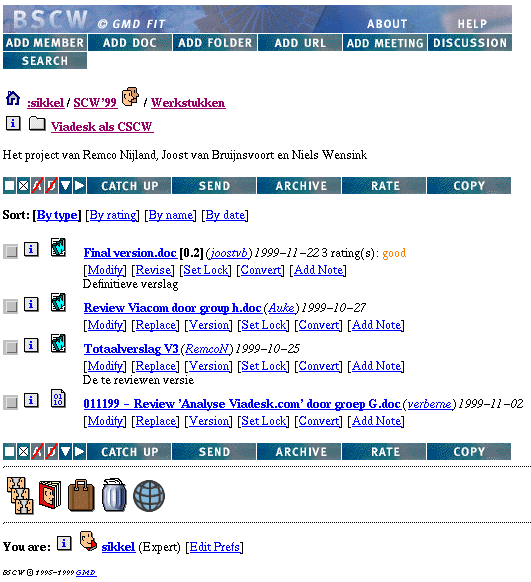 BSCW © GMD FIT ABOUT HELP
ADD MEMBER ADD DOC ADD FOLDER ADD URL ADD MEETING DISCUSSION
SEARCH
:sikkel / SCW'99 / Werkstukken
Viadesk als CSCW
Het project van Remco Nijland, Joost van Bruijnsvoort en Niels Wensink
CATCH UP SEND ARCHIVE RATE COPY
Sort: [By type] [By rating] [By name] [By date]
Final version.doc [0.2] (joostvb) 1999-11-22 3 rating(s): good
[Modify] [Revise] [Set Lock] [Convert] [Add Note]
Definitieve verslag
Review Viacom door group h.doc (Auke) 1999-10-27
[Modify] [Replace] [Version] [Set Lock] [Convert] [Add Note]
Totaalverslag V3 (RemcoN) 1999-10-25
[Modify] [Replace] [Version] [Set Lock] [Convert] [Add Note]
De te reviewen versie
011199 - Review 'Analyse Viadesk.com' door groep G.doc (verberne) 1999-11-02
[Modify] [Replace] [Version] [Set Lock] [Convert] [Add Note]
CATCH UP SEND ARCHIVE RATE COPY
You are: sikkel (Expert) [Edit Prefs]
BSCW © 1995-1999 GMD